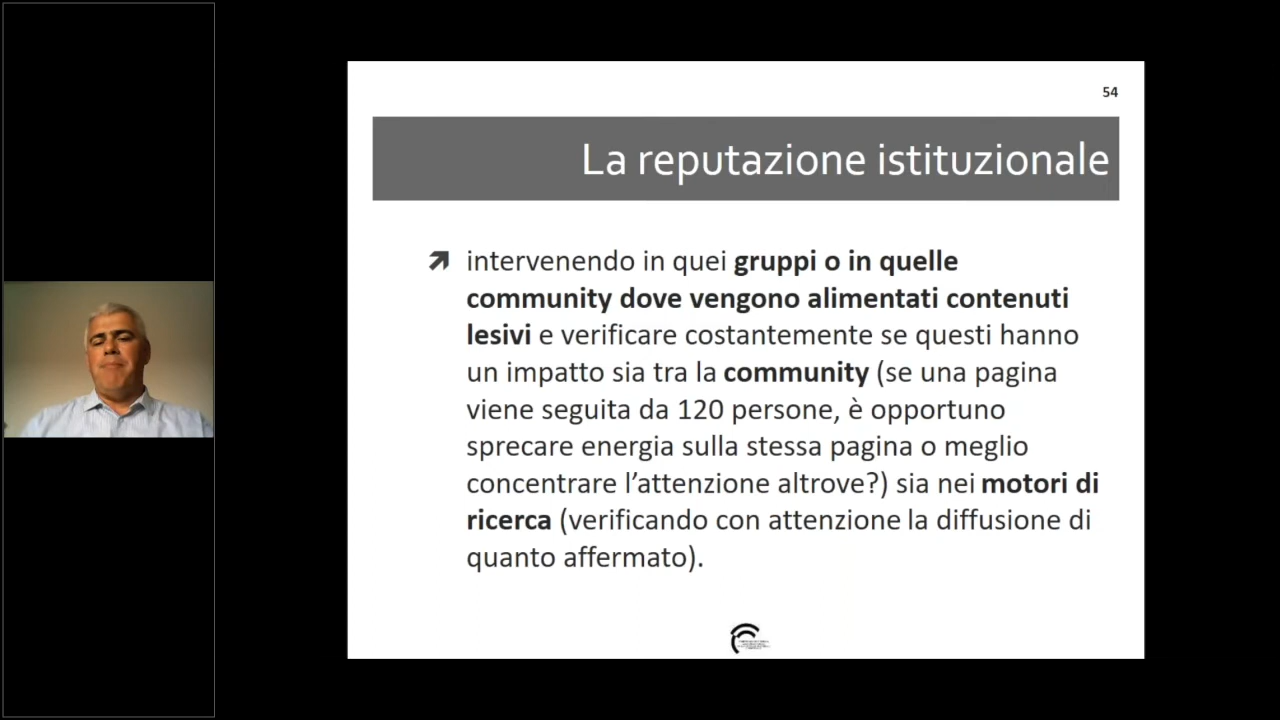 54
La reputazione istituzionale
intervenendo in quei gruppi o in quelle
community dove vengono alimentati contenuti
lesivi e verificare costantemente se questi hanno
un impatto sia tra la community (se una pagina
viene seguita da 120 persone, è opportuno
sprecare energia sulla stessa pagina o meglio
concentrare l’attenzione altrove?) sia nei motori di
ricerca (verificando con attenzione la diffusione di
quanto affermato).